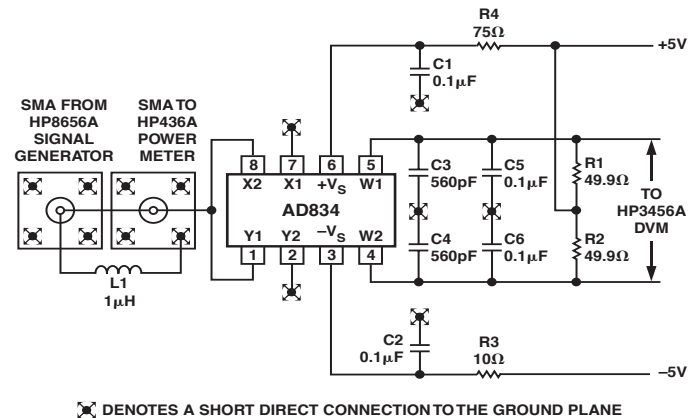 R4
75Ω
+5V
C1
0.1μF
SMA FROM
HP8656A
SIGNAL
GENERATOR
SMA TO
HP436A
POWER
METER
8 7 6 5
X2 X1 +VS W1
AD834
Y1 Y2 –VS W2
1 2 3 4
C3
560pF
C5
0.1μF
R1
49.9Ω
C4
560pF
C6
0.1μF
R2
49.9Ω
TO
HP3456A
DVM
L1
1μH
C2
0.1μF
R3
10Ω
–5V
DENOTES A SHORT DIRECT CONNECTION TO THE GROUND PLANE